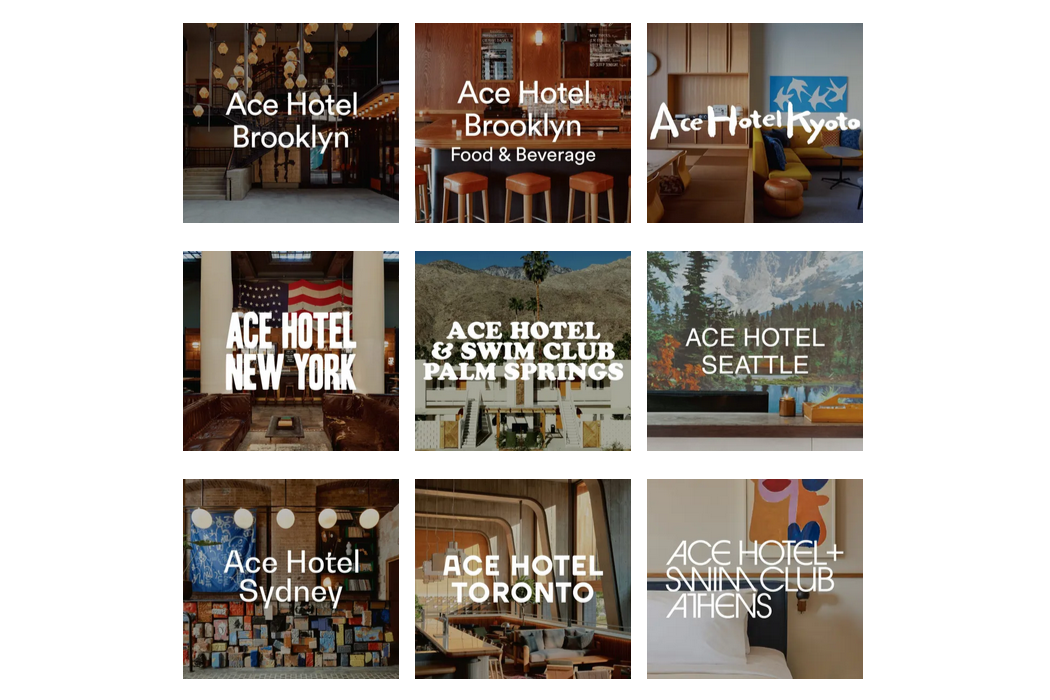 Ace Hotel
Brooklyn
Ace Hotel
Brooklyn
Food & Beverage
Ace Hotel Kyoto
ACE HOTEL
NEW YORK
ACE HOTEL
& SWIM CLUB
PALM SPRINGS
ACE HOTEL
SEATTLE
Ace Hotel
Sydney
ACE HOTEL
TORONTO
ACE HOTEL+
SWIM CLUB
ATHENS